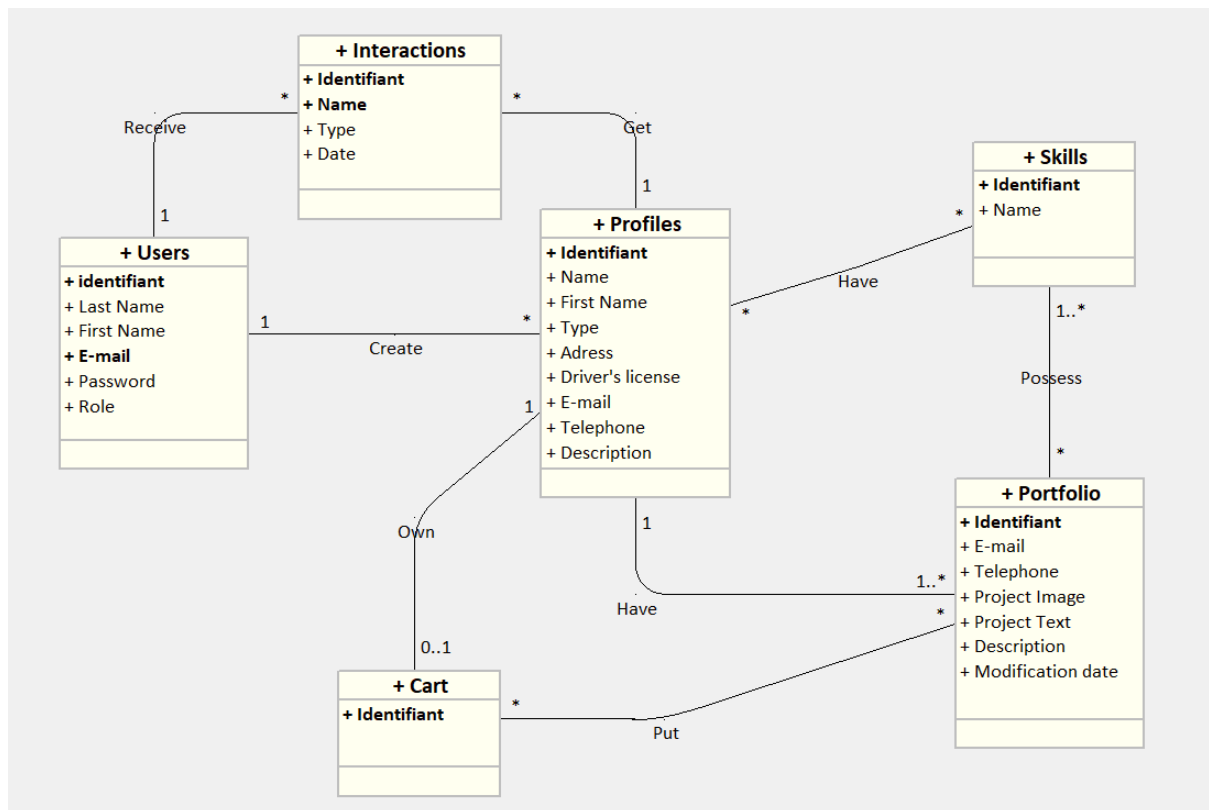 + Interactions
+ Identifiant
+ Name
+ Type
+ Date
*
*
Receive
Get
1
1
+ Users
+ identifiant
+ Last Name
+ First Name
+ E-mail
+ Password
+ Role
1
*
Create
+ Profiles
+ Identifiant
+ Name
+ First Name
+ Type
+ Adress
+ Driver's license
+ E-mail
+ Telephone
+ Description
+ Skills
+ Identifiant
+ Name
*
Have
*
1..*
Possess
*
1
Own
0..1
1
Have
1..*
+ Portfolio
+ Identifiant
+ E-mail
+ Telephone
+ Project Image
+ Project Text
+ Description
+ Modification date
*
+ Cart
+ Identifiant
*
Put